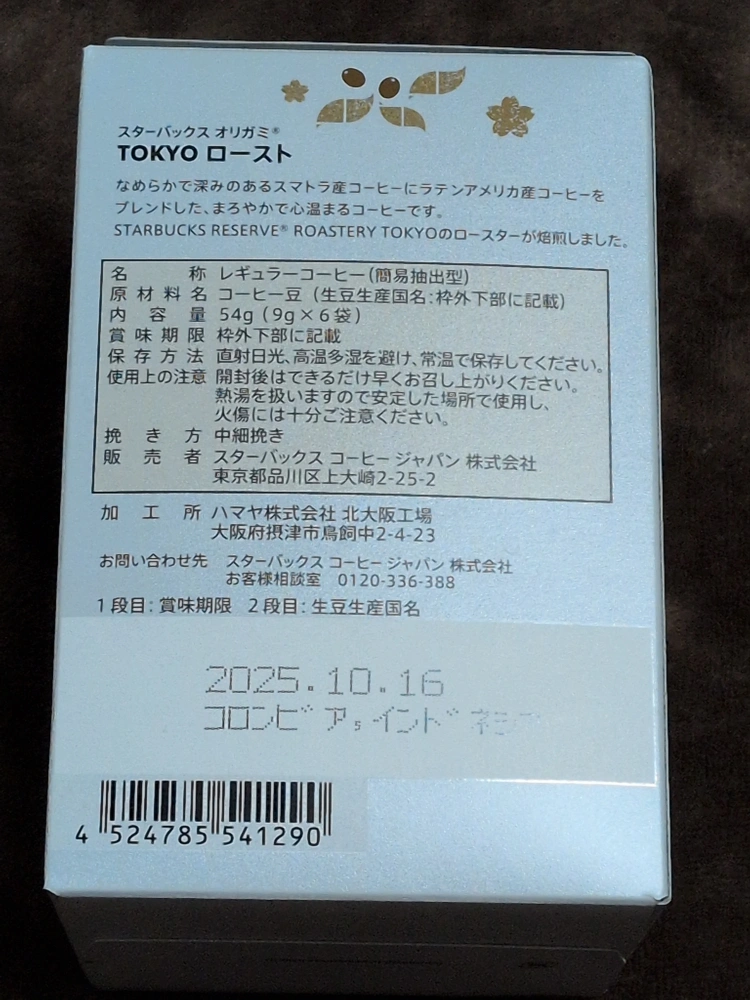 スターバックス オリガミ®
TOKYO ロースト
なめらかで深みのあるスマトラ産コーヒーにラテンアメリカ産コーヒーを
ブレンドした、まろやかで心温まるコーヒーです。
STARBUCKS RESERVE® ROASTERY TOKYOのロースターが焙煎しました。
名称 レギュラーコーヒー(簡易抽出型)
原材料名 コーヒー豆 (生豆生産国名:枠外下部に記載)
内容量 54g (9g×6袋)
賞味期限 枠外下部に記載
保存方法 直射日光、高温多湿を避け、常温で保存してください。
使用上の注意 開封後はできるだけ早くお召し上がりください。
熱湯を扱いますので安定した場所で使用し、
火傷には十分ご注意ください。
挽き方 中細挽き
販売者 スターバックス コーヒー ジャパン 株式会社
東京都品川区上大崎2-25-2
加工所 ハマヤ株式会社 北大阪工場
大阪府摂津市鳥飼中2-4-23
お問い合わせ先 スターバックス コーヒー ジャパン 株式会社
お客様相談室 0120-336-388
1段目:賞味期限 2段目:生豆生産国名
2025.10.16
コロンビア,インド
4 524785 541290